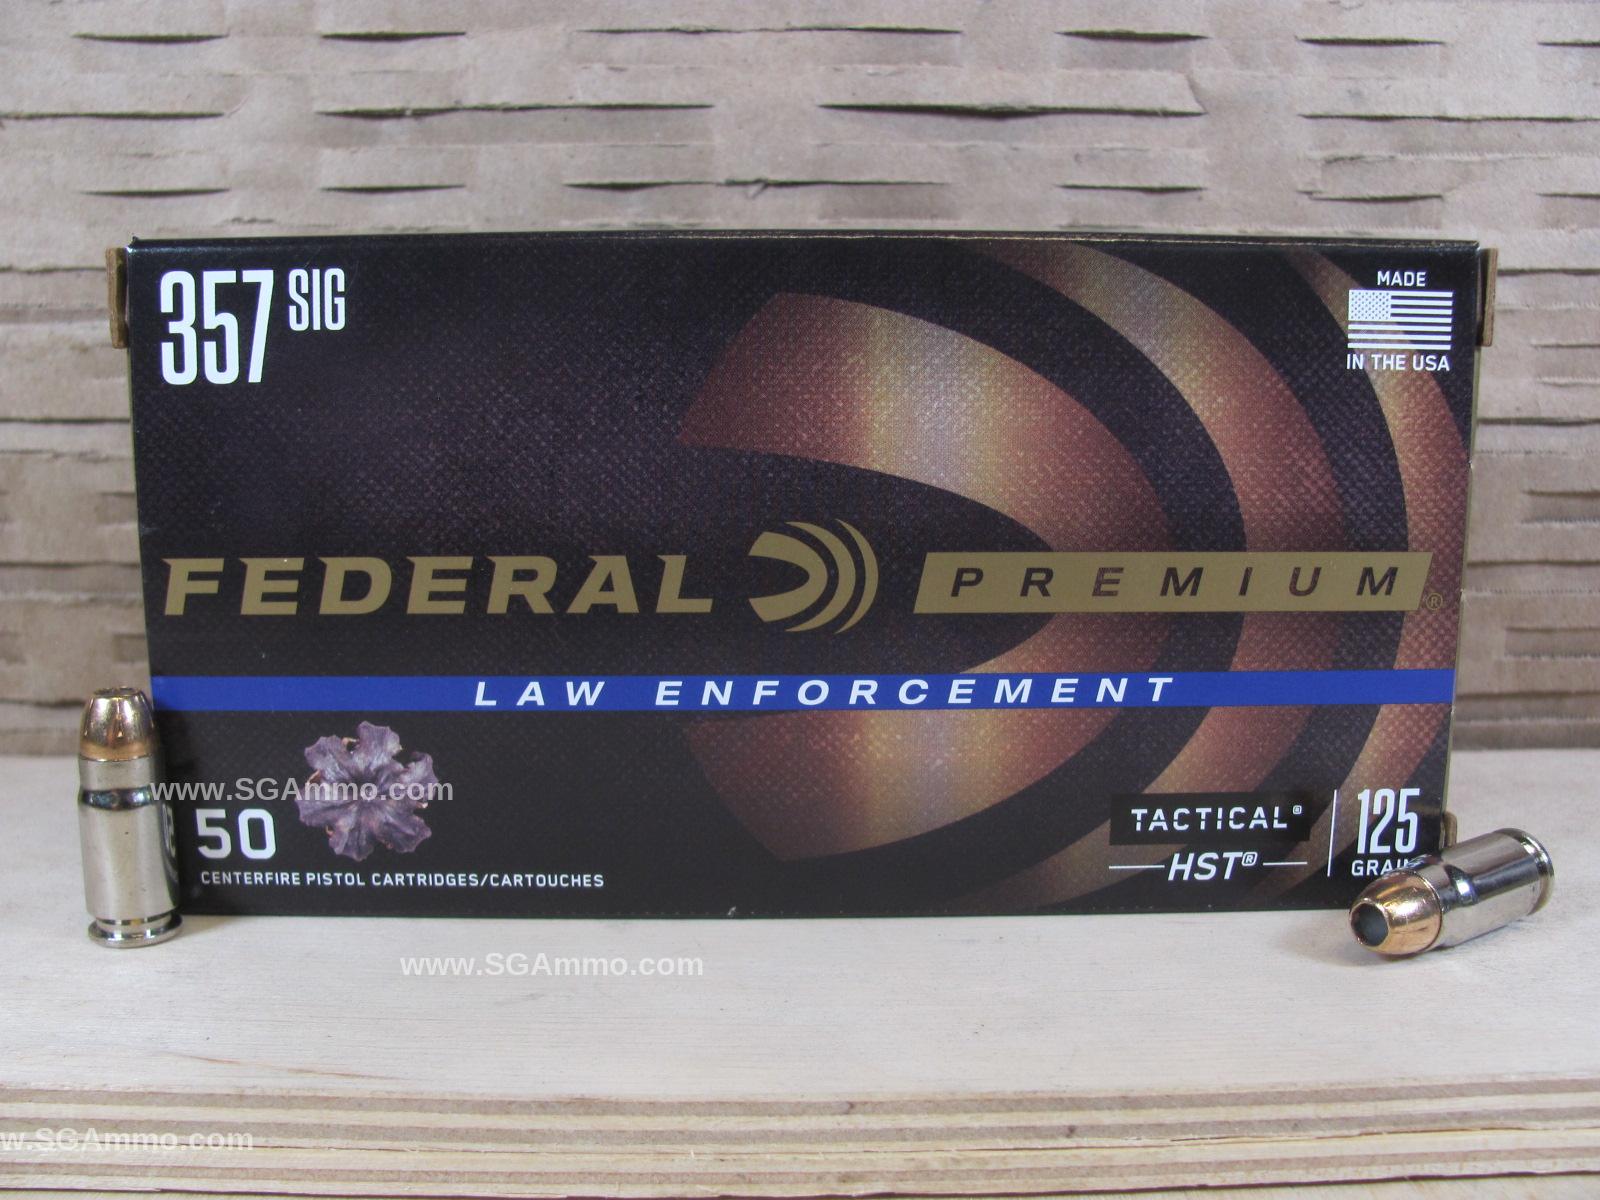 357 SIG
MADE
IN THE USA
FEDERAL PREMIUM®
LAW ENFORCEMENT
www.SGAmmo.com
50
CENTERFIRE PISTOL CARTRIDGES/CARTOUCHES
TACTICAL®
HST®
125
www.SGAmmo.com
w.SGAmmo.com